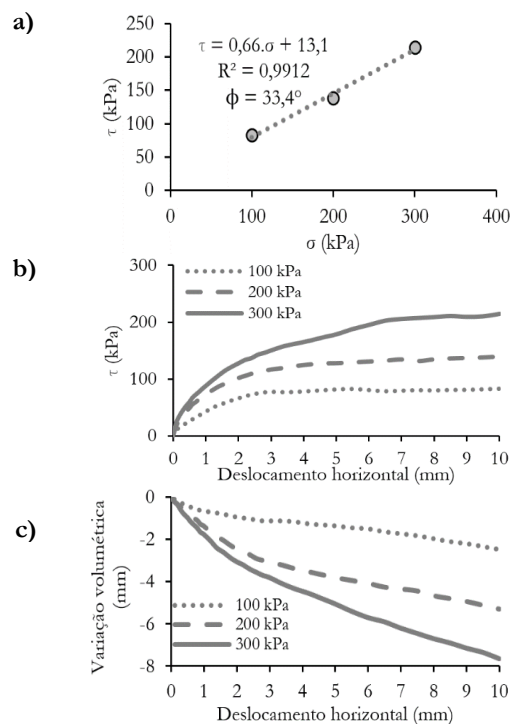 a)
τ = 0,66.σ + 13,1
R² = 0,9912
ϕ = 33,4°
τ (kPa)
250
200
150
100
50
0
0 100 200 300 400
σ (kPa)
b)
τ (kPa)
300
200
100
0
100 kPa
200 kPa
300 kPa
0 1 2 3 4 5 6 7 8 9 10
Deslocamento horizontal (mm)
c)
Variação volumétrica
(mm)
0
-2
-4
-6
-8
100 kPa
200 kPa
300 kPa
0 1 2 3 4 5 6 7 8 9 10
Deslocamento horizontal (mm)